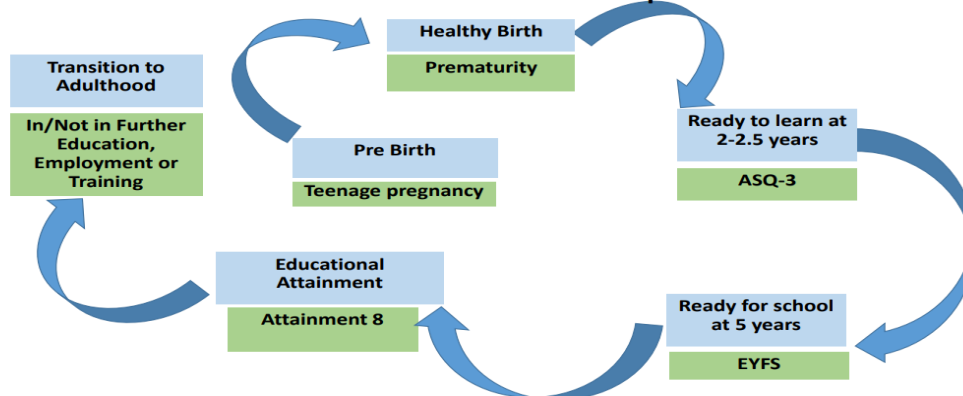 Healthy Birth
Prematurity
Transition to
Adulthood
In/Not in Further
Education,
Employment or
Training
Pre Birth
Teenage pregnancy
Ready to learn at
2-2.5 years
ASQ-3
Educational
Attainment
Attainment 8
Ready for school
at 5 years
EYFS